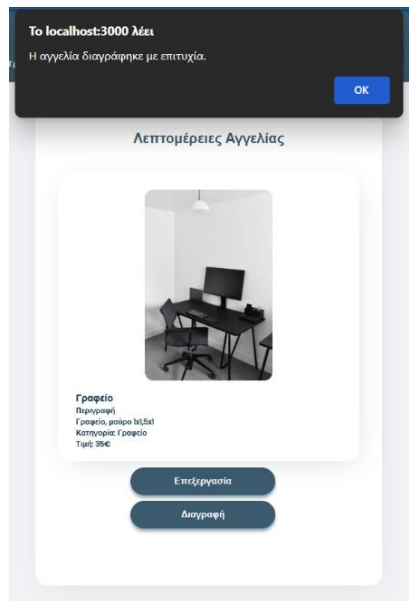 Το localhost:3000 λέει
Η αγγελία διαγράφηκε με επιτυχία.
OK
Λεπτομέρειες Αγγελίας
Γραφείο
Περιγραφή
Γραφείο, μαύρο 1x1,5x1
Κατηγορία: Γραφείο
Τιμή: 35€
Επεξεργασία
Διαγραφή